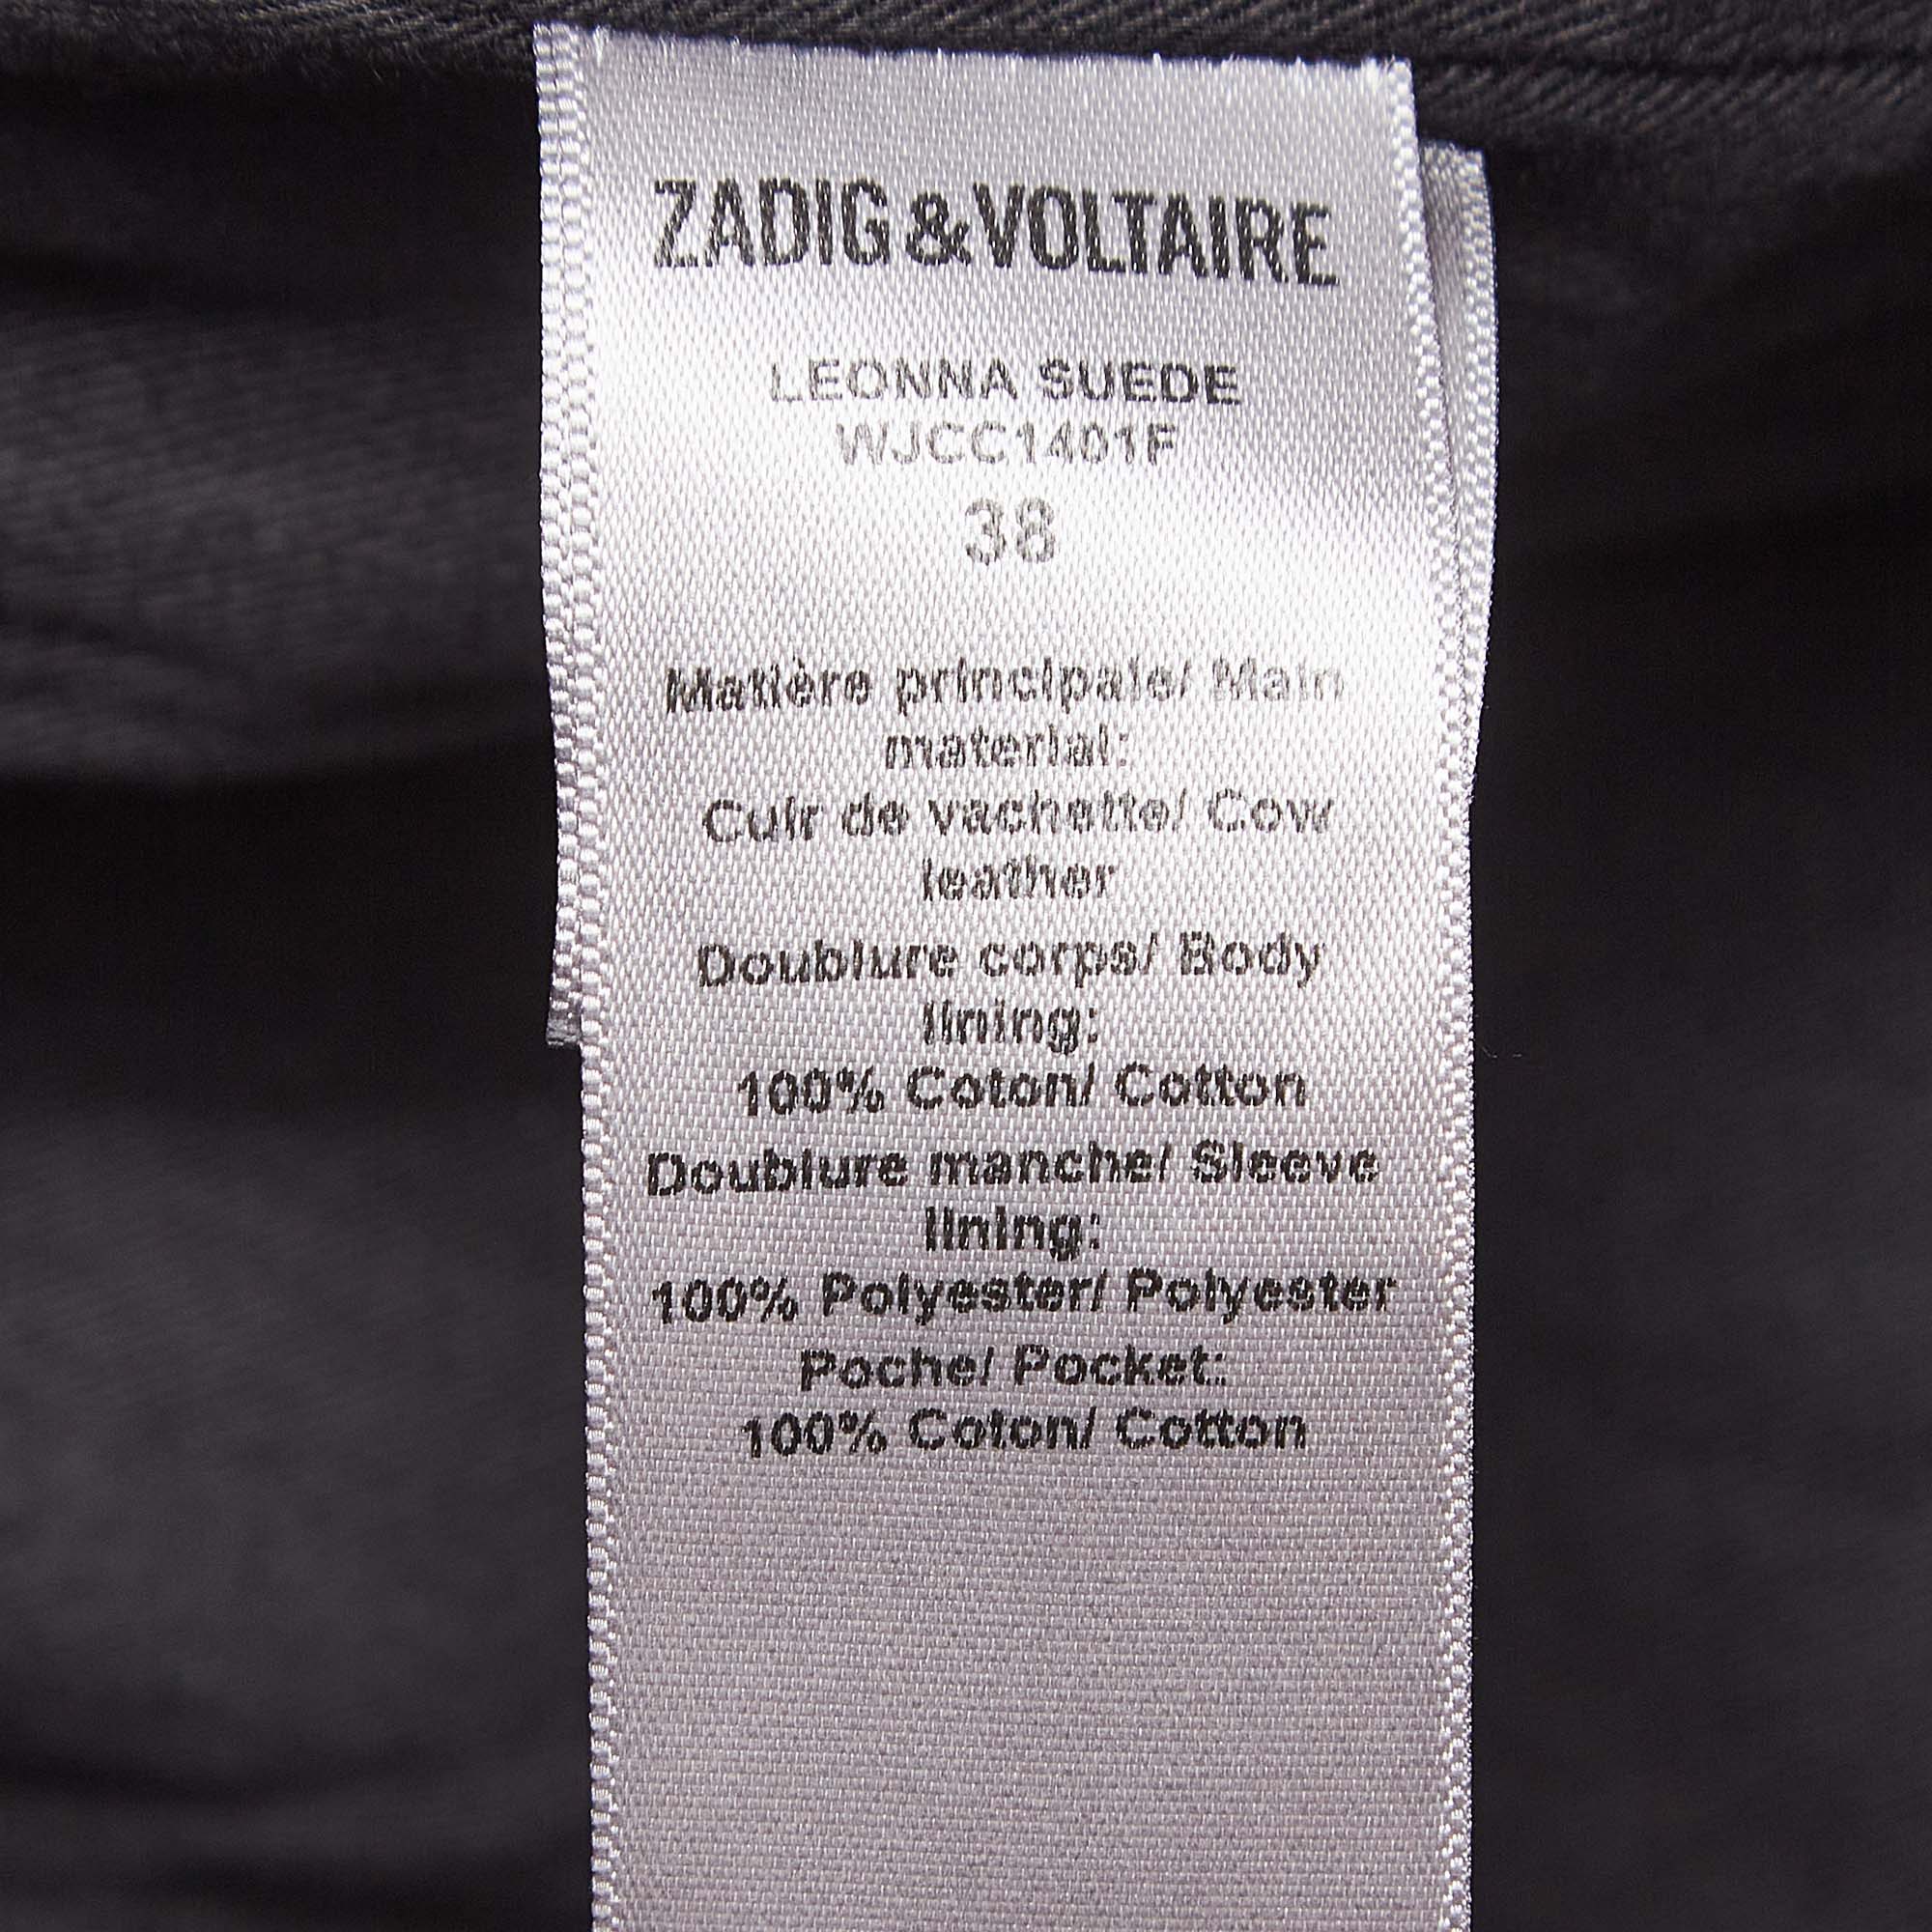 ZADIG&VOLTAIRE
LEONNA SUEDE
WJCC1401F
38
Matière principale/ Main
material:
Cuir de vachette/ Cow
leather
Doublure corps/ Body
lining:
100% Coton/ Cotton
Doublure manche/ Sleeve
lining:
100% Polyester/ Polyester
Poche/ Pocket:
100% Coton/ Cotton